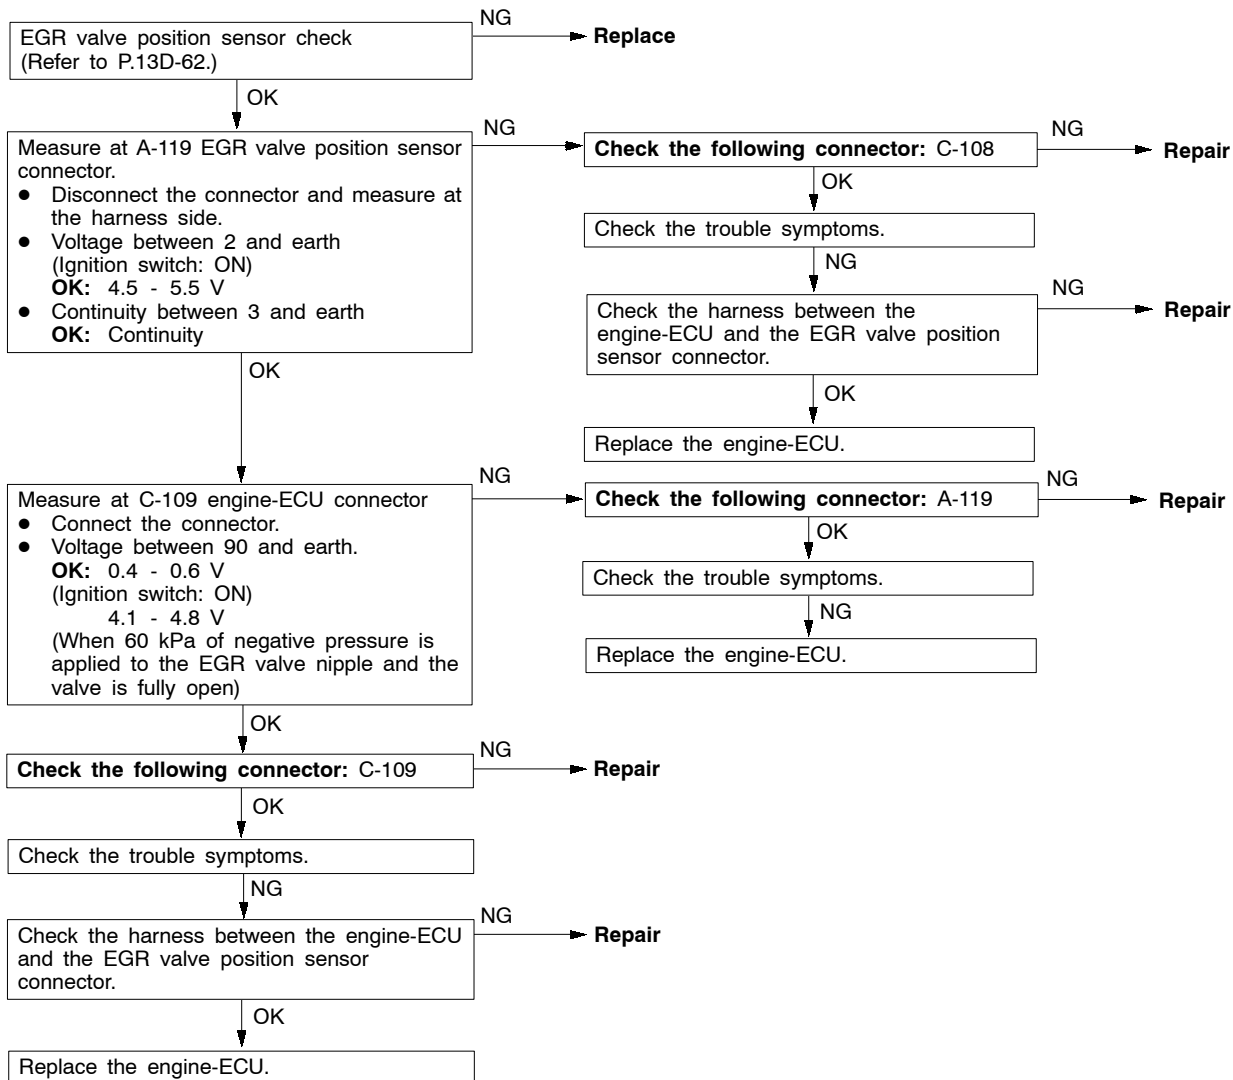 NG
EGR valve position sensor check
(Refer to P.13D-62.)
Replace
OK
Measure at A-119 EGR valve position sensor
connector.
● Disconnect the connector and measure at
the harness side.
● Voltage between 2 and earth
(Ignition switch: ON)
OK: 4.5 - 5.5 V
● Continuity between 3 and earth
OK: Continuity
NG
Check the following connector: C-108
NG
Repair
OK
Check the trouble symptoms.
NG
Check the harness between the
engine-ECU and the EGR valve position
sensor connector.
NG
Repair
OK
Replace the engine-ECU.
OK
Measure at C-109 engine-ECU connector
● Connect the connector.
● Voltage between 90 and earth.
OK: 0.4 - 0.6 V
(Ignition switch: ON)
4.1 - 4.8 V
(When 60 kPa of negative pressure is
applied to the EGR valve nipple and the
valve is fully open)
NG
Check the following connector: A-119
NG
Repair
OK
Check the trouble symptoms.
NG
Replace the engine-ECU.
OK
Check the following connector: C-109
NG
Repair
OK
Check the trouble symptoms.
NG
Check the harness between the engine-ECU
and the EGR valve position sensor
connector.
NG
Repair
OK
Replace the engine-ECU.